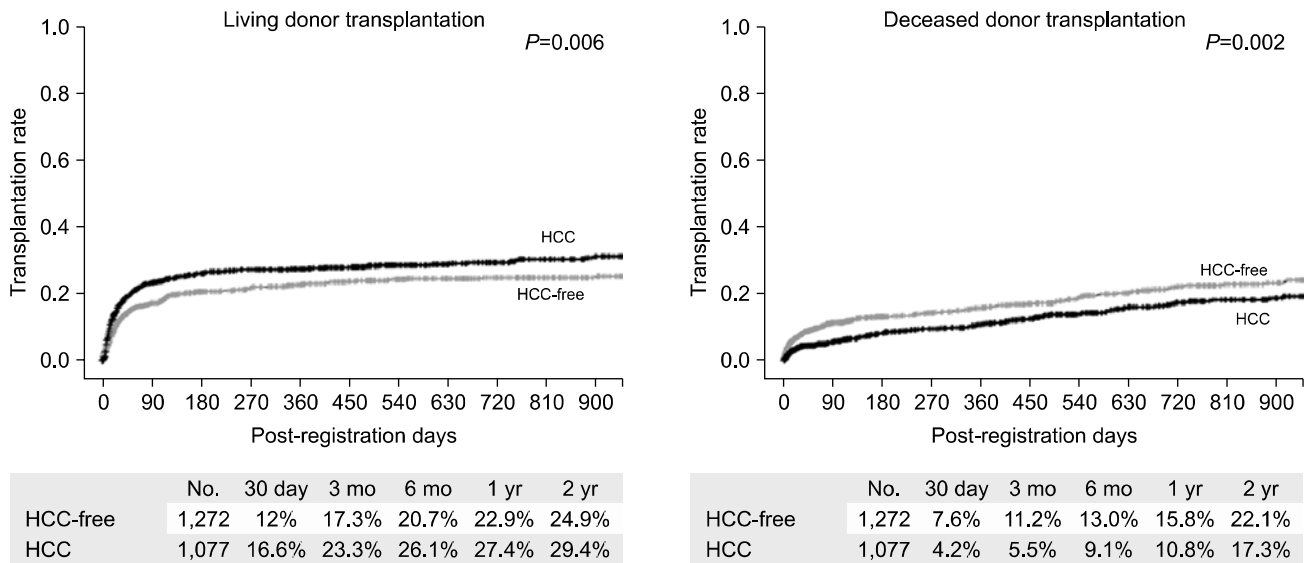 Living donor transplantation
P=0.006
Transplantation rate
1.0
0.8
0.6
0.4
0.2
0.0
HCC
HCC-free
0 90 180 270 360 450 540 630 720 810 900
Post-registration days
No. 30 day 3 mo 6 mo 1 yr 2 yr
HCC-free 1,272 12% 17.3% 20.7% 22.9% 24.9%
HCC 1,077 16.6% 23.3% 26.1% 27.4% 29.4%
Deceased donor transplantation
P=0.002
Transplantation rate
1.0
0.8
0.6
0.4
0.2
0.0
HCC-free
HCC
0 90 180 270 360 450 540 630 720 810 900
Post-registration days
No. 30 day 3 mo 6 mo 1 yr 2 yr
HCC-free 1,272 7.6% 11.2% 13.0% 15.8% 22.1%
HCC 1,077 4.2% 5.5% 9.1% 10.8% 17.3%